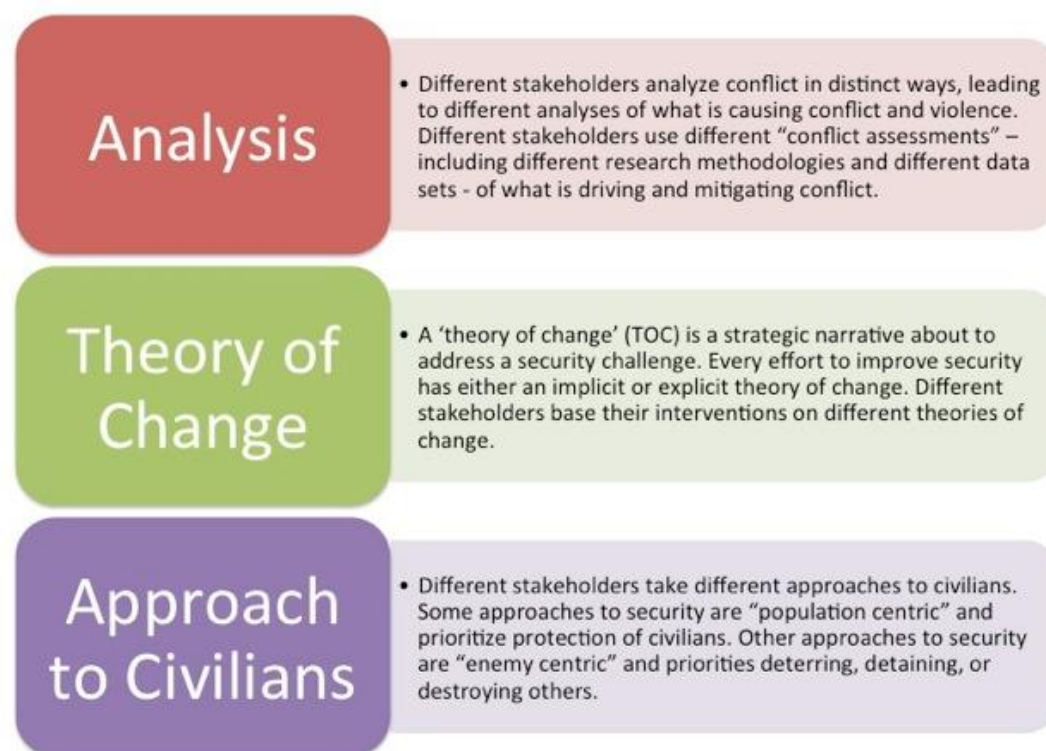 Analysis
• Different stakeholders analyze conflict in distinct ways, leading
to different analyses of what is causing conflict and violence.
Different stakeholders use different “conflict assessments” –
including different research methodologies and different data
sets - of what is driving and mitigating conflict.
Theory of
Change
• A ‘theory of change’ (TOC) is a strategic narrative about to
address a security challenge. Every effort to improve security
has either an implicit or explicit theory of change. Different
stakeholders base their interventions on different theories of
change.
Approach
to Civilians
• Different stakeholders take different approaches to civilians.
Some approaches to security are “population centric” and
prioritize protection of civilians. Other approaches to security
are “enemy centric” and priorities deterring, detaining, or
destroying others.